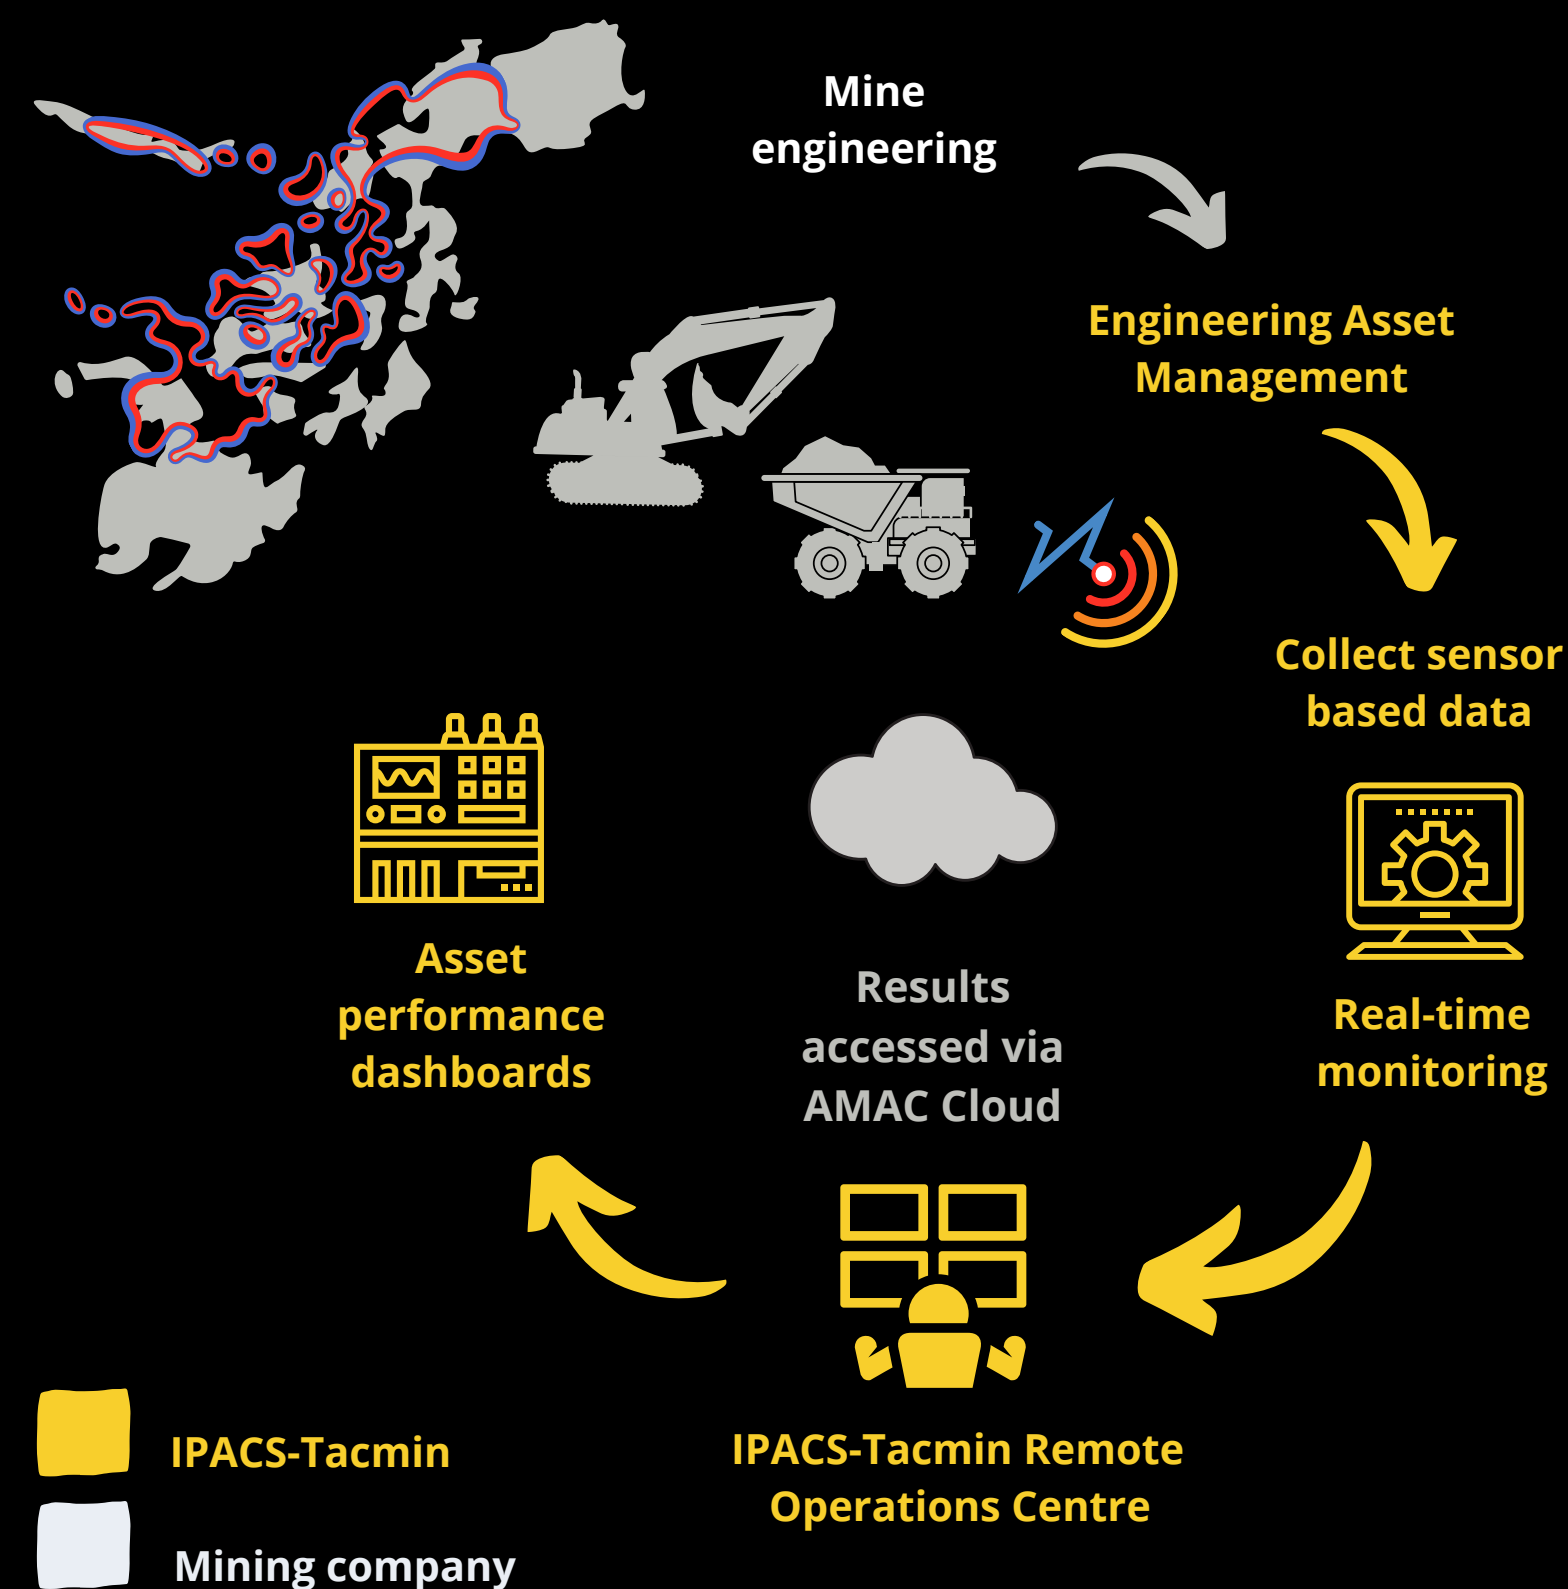 Mine
engineering
Engineering Asset
Management
Collect sensor
based data
Real-time
monitoring
Results
accessed via
AMAC Cloud
Asset
performance
dashboards
IPACS-Tacmin Remote
Operations Centre
IPACS-Tacmin
Mining company